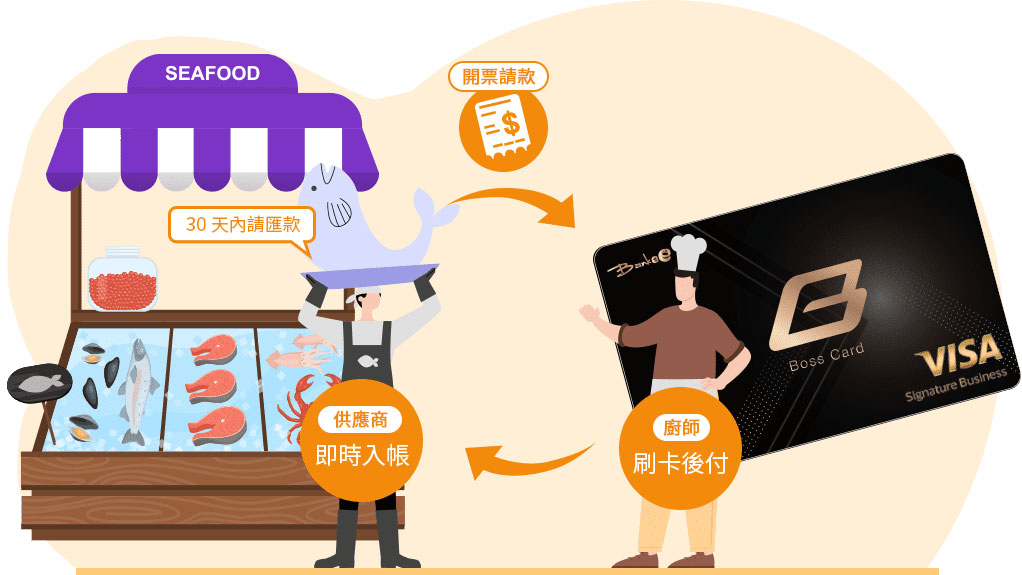 SEAFOOD
開票請款
$
30 天內請匯款
Bankee
Boss Card
VISA
Signature Business
供應商
即時入帳
廚師
刷卡後付